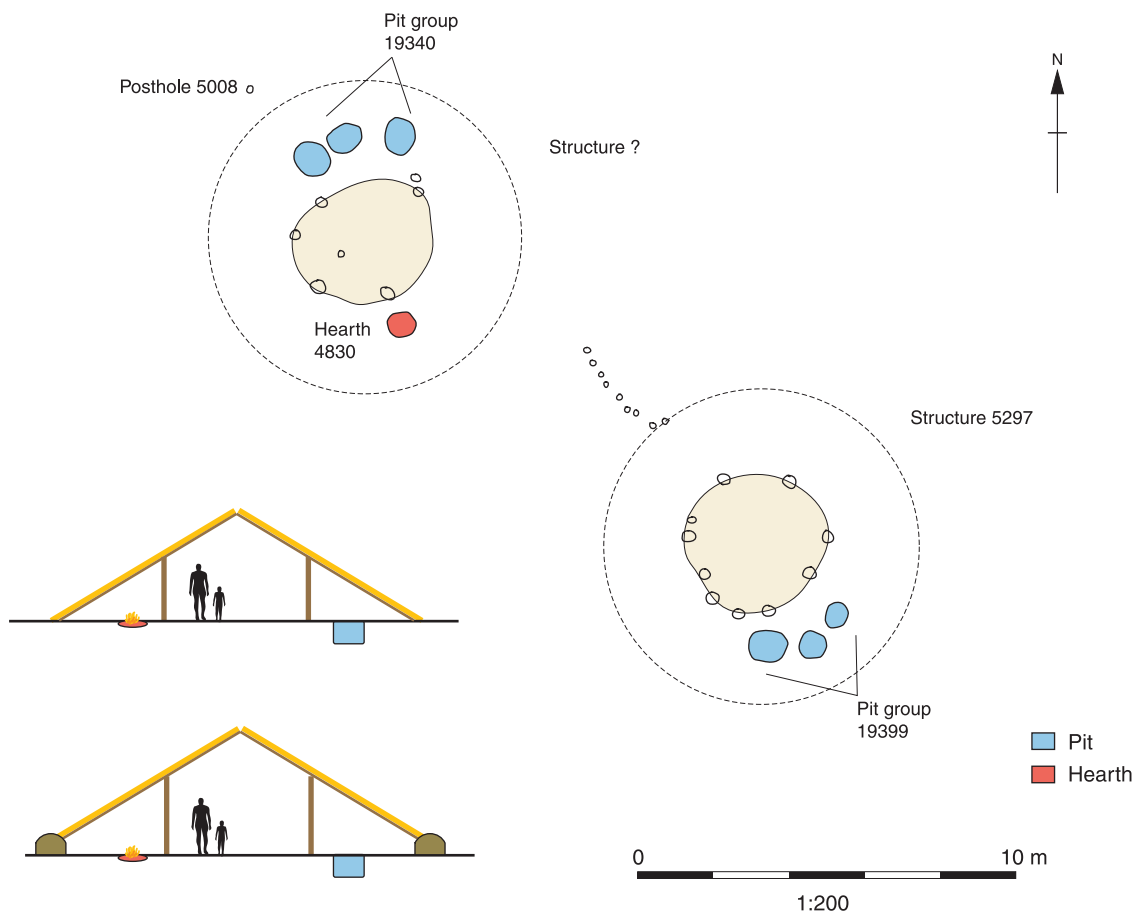 Pit group
19340
Posthole 5008
N
Structure ?
Hearth
4830
Structure 5297
Pit group
19399
Pit
Hearth
0 10 m
1:200